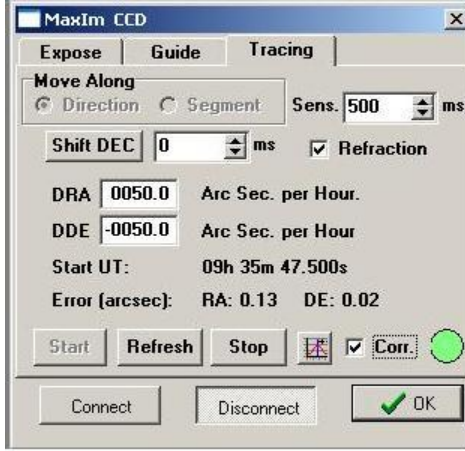 MaxIm CCD
Expose Guide Tracing
Move Along
Direction Segment Sens. 500 ms
Shift DEC 0 ms Refraction
DRA 0050.0 Arc Sec. per Hour.
DDE -0050.0 Arc Sec. per Hour
Start UT: 09h 35m 47.500s
Error (arcsec): RA: 0.13 DE: 0.02
Start Refresh Stop Corr.
Connect Disconnect OK